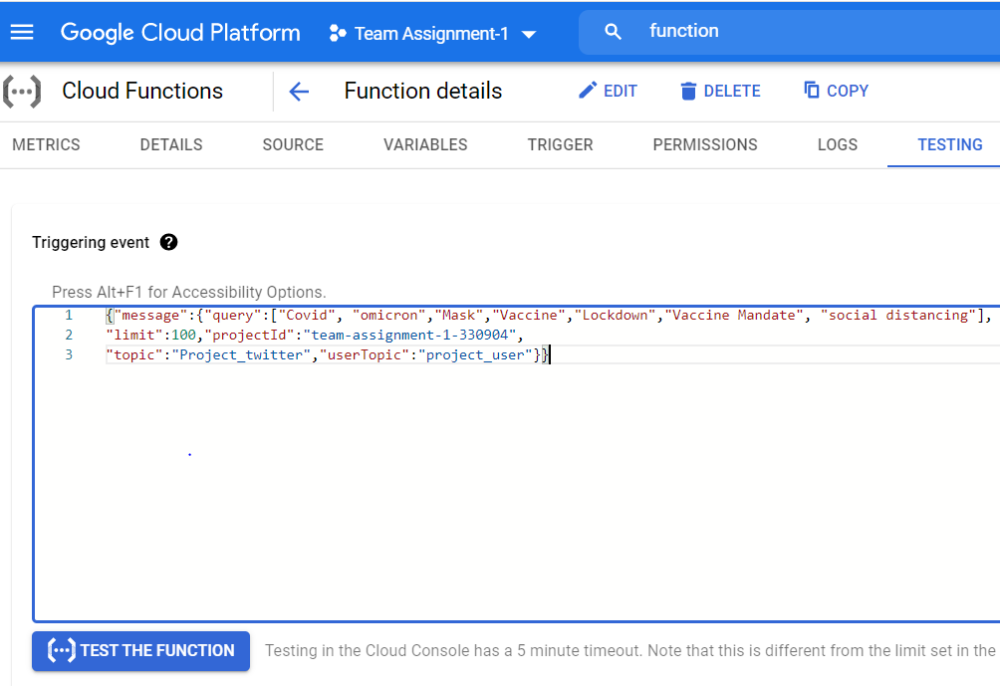 Google Cloud Platform Team Assignment-1 function
Cloud Functions Function details EDIT DELETE COPY
METRICS DETAILS SOURCE VARIABLES TRIGGER PERMISSIONS LOGS TESTING
Triggering event ?
Press Alt+F1 for Accessibility Options.
1 {"message":{"query":["Covid", "omicron","Mask","Vaccine","Lockdown","Vaccine Mandate", "social distancing"],
2 "limit":100,"projectId":"team-assignment-1-330904",
3 "topic":"Project_twitter","userTopic":"project_user"}}
TEST THE FUNCTION Testing in the Cloud Console has a 5 minute timeout. Note that this is different from the limit set in the